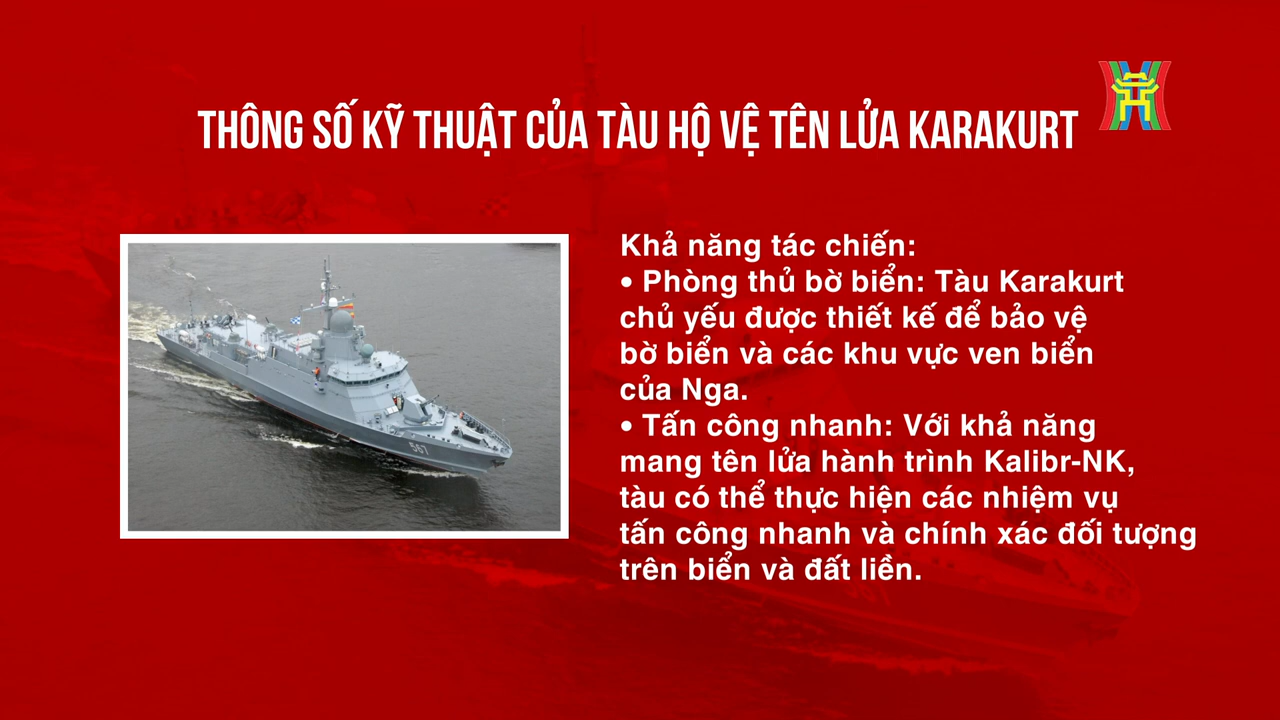 THÔNG SỐ KỸ THUẬT CỦA TÀU HỘ VỆ TÊN LỬA KARAKURT
Khả năng tác chiến:
• Phòng thủ bờ biển: Tàu Karakurt
chủ yếu được thiết kế để bảo vệ
bờ biển và các khu vực ven biển
của Nga.
• Tấn công nhanh: Với khả năng
mang tên lửa hành trình Kalibr-NK,
tàu có thể thực hiện các nhiệm vụ
tấn công nhanh và chính xác đối tượng
trên biển và đất liền.
567